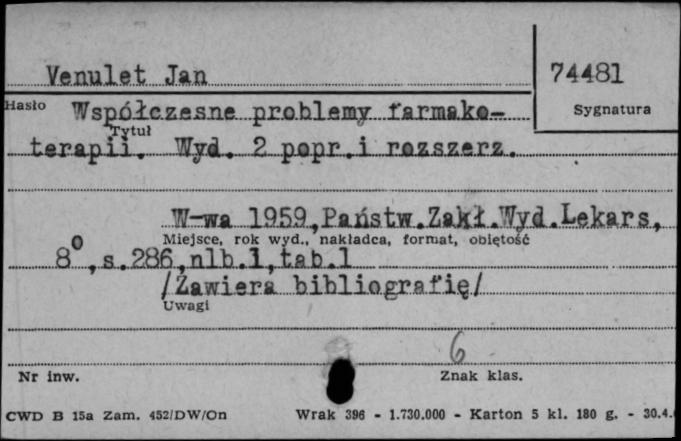 Venulet Jan
74481
Hasło
Sygnatura
Współczesne problemy farmako-
Tytuł
terapii. Wyd. 2 popr.i rozszerz.
W-wa 1959,Państw.Zakł.Wyd.Lekars,
Miejsce, rok wyd., nakładca, format, objętość
8°,s.286,nlb.1,tab.1
/Zawiera bibliografię/
Uwagi
6
Nr inw.
Znak klas.
CWD B 15a Zam. 452/DW/On Wrak 396 - 1.730.000 - Karton 5 kl. 180 g. - 30.4.